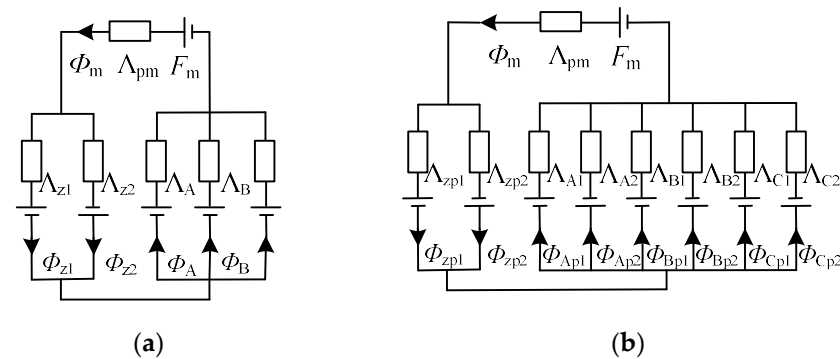 Φm Λpm Fm
Λz1 Λz2 ΛA ΛB
Φz1 Φz2 ΦA ΦB
(a)
Φm Λpm Fm
Λzp1 Λzp2 ΛA1 ΛA2 ΛB1 ΛB2 ΛC1 ΛC2
Φzp1 Φzp2 ΦAp1 ΦAp2 ΦBp1 ΦBp2 ΦCp1 ΦCp2
(b)